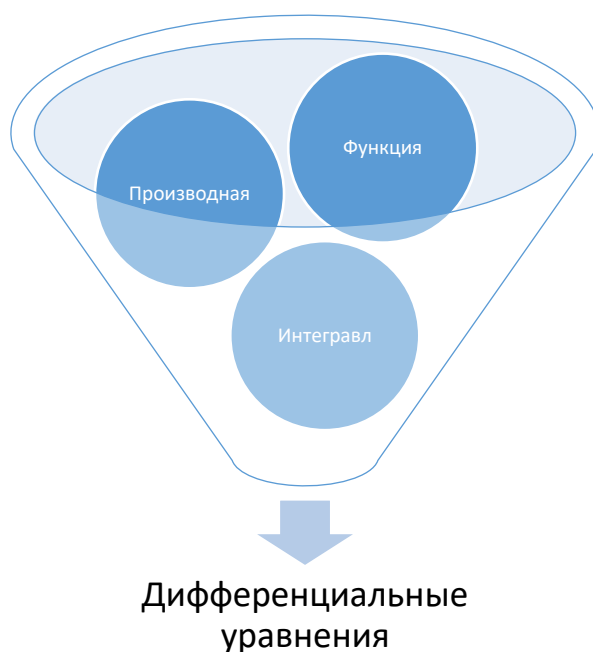 Функция
Производная
Интегравл
Дифференциальные
уравнения